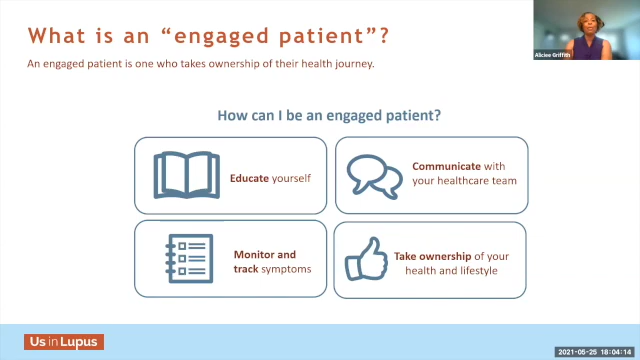 What is an “engaged patient”?
An engaged patient is one who takes ownership of their health journey.
Aliciee Griffith
How can I be an engaged patient?
Educate yourself
Communicate with
your healthcare team
Monitor and
track symptoms
Take ownership of your
health and lifestyle
Us in Lupus
2021-05-25 18:04:14